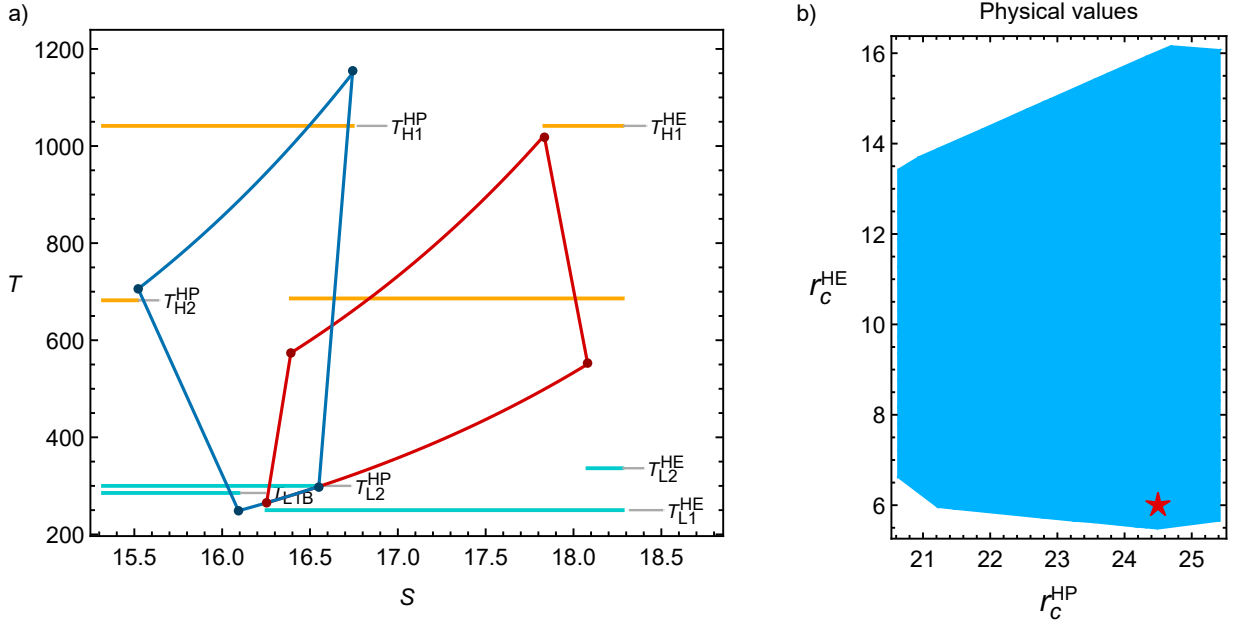 a)
T
1200
1000
800
600
400
200
15.5 16.0 16.5 17.0 17.5 18.0 18.5
S
T_H1^HP
T_H1^HE
T_H2^HP
T_L2^HE
T_L2^HP
T_L1B
T_L1^HE
b)
Physical values
r_c^HE
16
14
12
10
8
6
21 22 23 24 25
r_c^HP